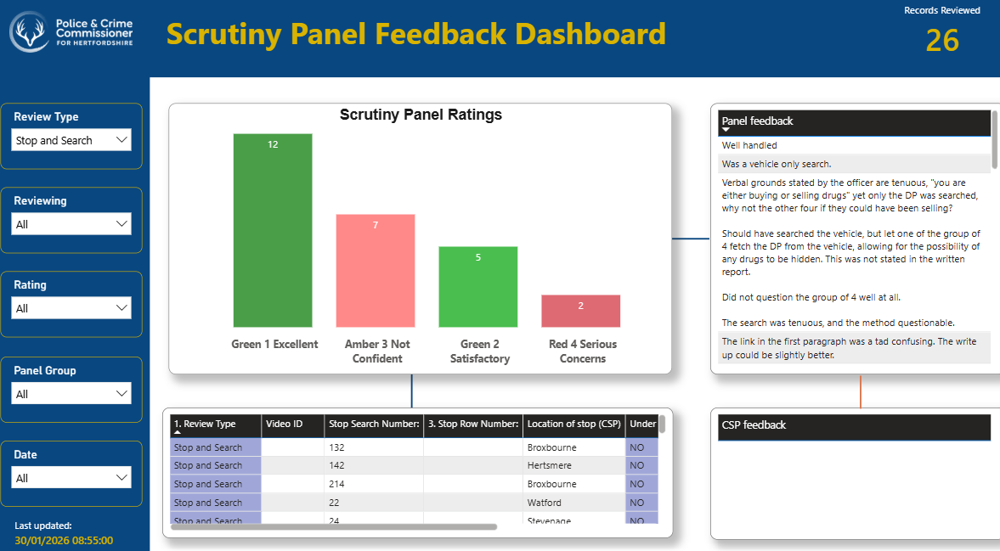 Police & Crime
Commissioner
FOR HERTFORDSHIRE
Scrutiny Panel Feedback Dashboard
Records Reviewed
26
Review Type
Stop and Search
Reviewing
All
Rating
All
Panel Group
All
Date
All
Last updated:
30/01/2026 08:55:00
Scrutiny Panel Ratings
12
7
5
2
Green 1 Excellent
Amber 3 Not
Confident
Green 2
Satisfactory
Red 4 Serious
Concerns
Panel feedback
Well handled
Was a vehicle only search.
Verbal grounds stated by the officer are tenuous, "you are
either buying or selling drugs" yet only the DP was searched,
why not the other four if they could have been selling?
Should have searched the vehicle, but let one of the group of
4 fetch the DP from the vehicle, allowing for the possibility of
any drugs to be hidden. This was not stated in the written
report.
Did not question the group of 4 well at all.
The search was tenuous, and the method questionable.
The link in the first paragraph was a tad confusing. The write
up could be slightly better.
1. Review Type Video ID Stop Search Number: 3. Stop Row Number: Location of stop (CSP) Under
Stop and Search 132 Broxbourne NO
Stop and Search 142 Hertsmere NO
Stop and Search 214 Broxbourne NO
Stop and Search 22 Watford NO
Stop and Search 24 Stevenage NO
CSP feedback